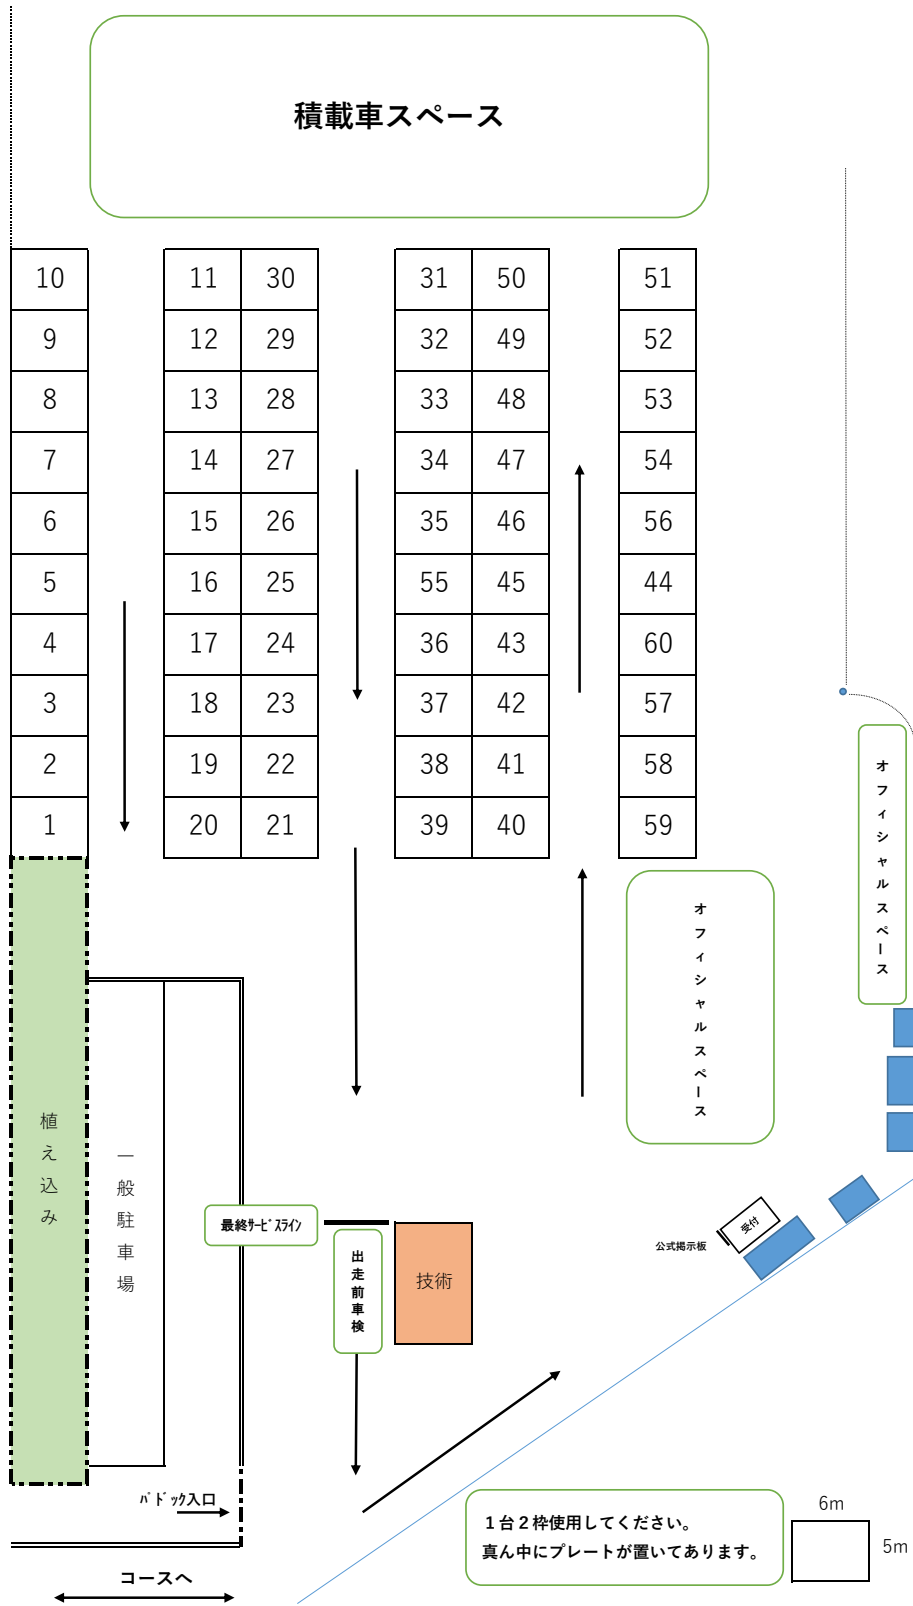 積載車スペース
10 11 30 31 50 51
9 12 29 32 49 52
8 13 28 33 48 53
7 14 27 34 47 54
6 15 26 35 46 56
5 16 25 55 45 44
4 17 24 36 43 60
3 18 23 37 42 57
2 19 22 38 41 58
1 20 21 39 40 59
オフィシャルスペース
オフィシャルスペース
植え込み
一般駐車場
最終ｻｰﾋﾞｽﾗｲﾝ
出走前車検
技術
受付
公式掲示板
ﾊﾟﾄﾞｯｸ入口
コースへ
１台２枠使用してください。
真ん中にプレートが置いてあります。
6m
5m